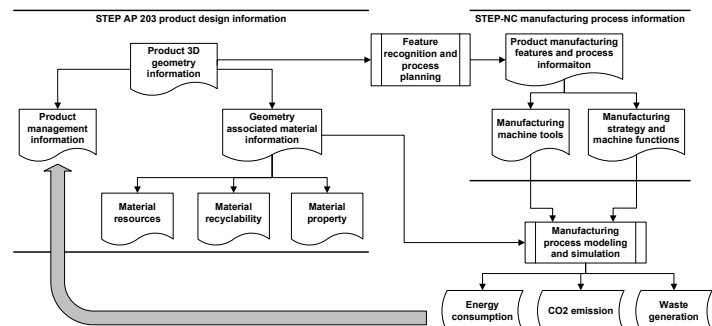 STEP AP 203 product design information
STEP-NC manufacturing process information
Product 3D
geometry
information
Feature
recognition and
process
planning
Product manufacturing
features and process
informaiton
Product
management
information
Geometry
associated material
information
Manufacturing
machine tools
Manufacturing
strategy and
machine functions
Material
resources
Material
recyclability
Material
property
Manufacturing
process modeling
and simulation
Energy
consumption
CO2 emission
Waste
generation